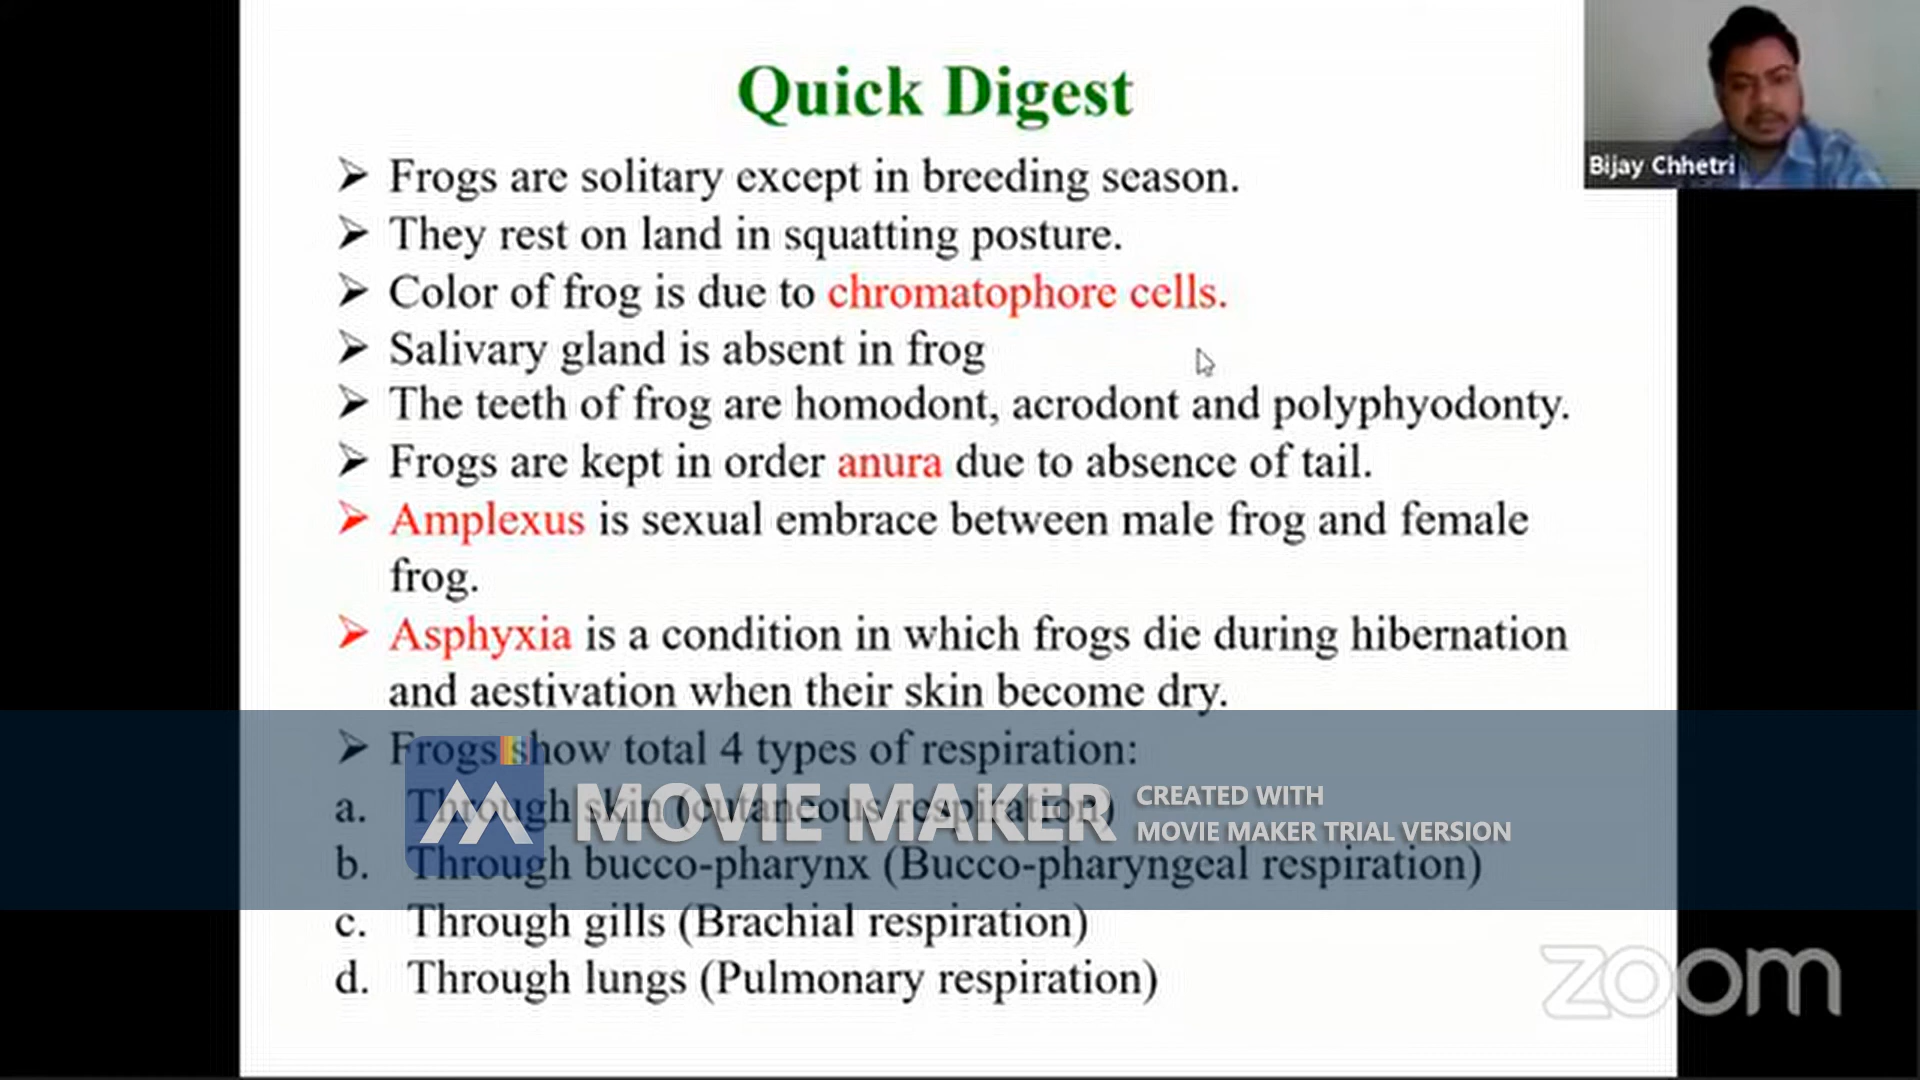 Quick Digest
Bijay Chhetri
➤ Frogs are solitary except in breeding season.
➤ They rest on land in squatting posture.
➤ Color of frog is due to chromatophore cells.
➤ Salivary gland is absent in frog
➤ The teeth of frog are homodont, acrodont and polyphyodonty.
➤ Frogs are kept in order anura due to absence of tail.
➤ Amplexus is sexual embrace between male frog and female
frog.
➤ Asphyxia is a condition in which frogs die during hibernation
and aestivation when their skin become dry.
➤ Frogs show total 4 types of respiration:
a. Through skin (cutaneous respiration)
MOVIE MAKER
CREATED WITH
MOVIE MAKER TRIAL VERSION
b. Through bucco-pharynx (Bucco-pharyngeal respiration)
c. Through gills (Brachial respiration)
d. Through lungs (Pulmonary respiration)
zoom